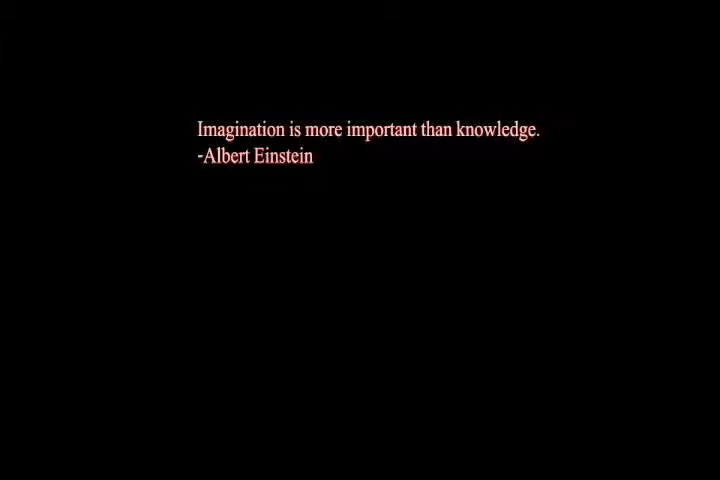 Imagination is more important than knowledge.
-Albert Einstein